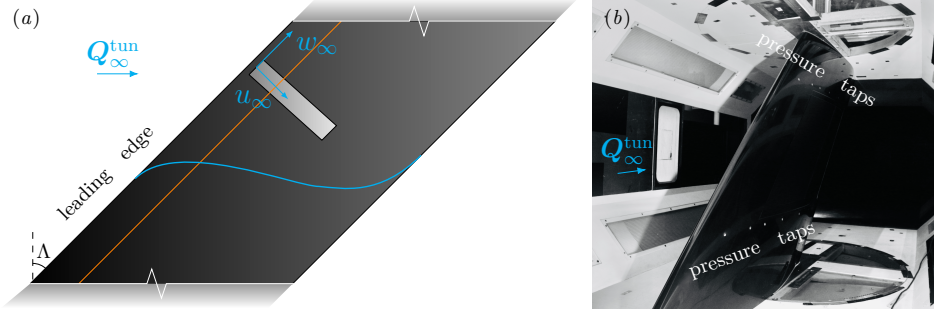 (a)
Q∞^tun
w∞
u∞
leading edge
Λ
(b)
pressure taps
Q∞^tun
pressure taps